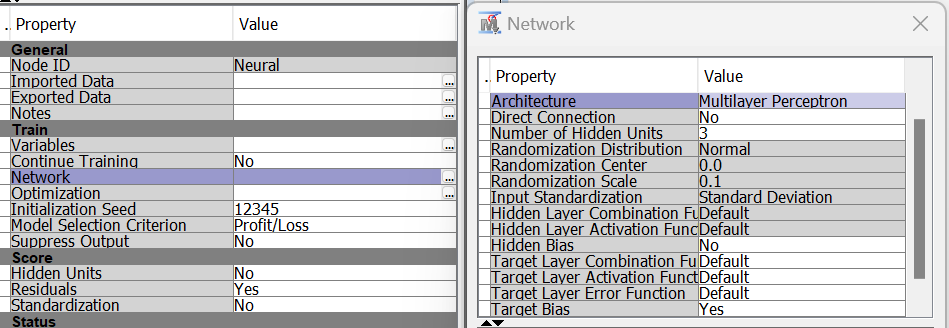 . Property Value
General
Node ID Neural
Imported Data ...
Exported Data ...
Notes ...
Train
Variables ...
Continue Training No
Network ...
Optimization ...
Initialization Seed 12345
Model Selection Criterion Profit/Loss
Suppress Output No
Score
Hidden Units No
Residuals Yes
Standardization No
Status
Network
. Property Value
Architecture Multilayer Perceptron
Direct Connection No
Number of Hidden Units 3
Randomization Distribution Normal
Randomization Center 0.0
Randomization Scale 0.1
Input Standardization Standard Deviation
Hidden Layer Combination Fu Default
Hidden Layer Activation Func Default
Hidden Bias No
Target Layer Combination Fu Default
Target Layer Activation Funct Default
Target Layer Error Function Default
Target Bias Yes